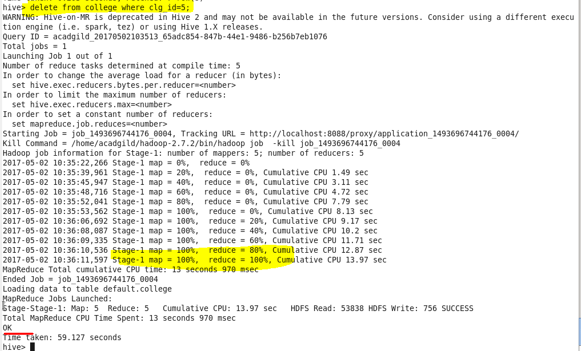 hive> delete from college where clg_id=5;
WARNING: Hive-on-MR is deprecated in Hive 2 and may not be available in the future versions. Consider using a different execu
tion engine (i.e. spark, tez) or using Hive 1.X releases.
Query ID = acadgild_20170502103513_65adc854-847b-44e1-9486-b256b7eb1076
Total jobs = 1
Launching Job 1 out of 1
Number of reduce tasks determined at compile time: 5
In order to change the average load for a reducer (in bytes):
  set hive.exec.reducers.bytes.per.reducer=<number>
In order to limit the maximum number of reducers:
  set hive.exec.reducers.max=<number>
In order to set a constant number of reducers:
  set mapreduce.job.reduces=<number>
Starting Job = job_1493696744176_0004, Tracking URL = http://localhost:8088/proxy/application_1493696744176_0004/
Kill Command = /home/acadgild/hadoop-2.7.2/bin/hadoop job  -kill job_1493696744176_0004
Hadoop job information for Stage-1: number of mappers: 5; number of reducers: 5
2017-05-02 10:35:22,266 Stage-1 map = 0%,  reduce = 0%
2017-05-02 10:35:39,961 Stage-1 map = 20%,  reduce = 0%, Cumulative CPU 1.49 sec
2017-05-02 10:35:45,947 Stage-1 map = 40%,  reduce = 0%, Cumulative CPU 3.11 sec
2017-05-02 10:35:48,716 Stage-1 map = 60%,  reduce = 0%, Cumulative CPU 4.72 sec
2017-05-02 10:35:52,041 Stage-1 map = 80%,  reduce = 0%, Cumulative CPU 7.79 sec
2017-05-02 10:35:53,562 Stage-1 map = 100%,  reduce = 0%, Cumulative CPU 8.13 sec
2017-05-02 10:36:06,692 Stage-1 map = 100%,  reduce = 20%, Cumulative CPU 9.17 sec
2017-05-02 10:36:08,087 Stage-1 map = 100%,  reduce = 40%, Cumulative CPU 10.2 sec
2017-05-02 10:36:09,335 Stage-1 map = 100%,  reduce = 60%, Cumulative CPU 11.71 sec
2017-05-02 10:36:10,536 Stage-1 map = 100%,  reduce = 80%, Cumulative CPU 12.87 sec
2017-05-02 10:36:11,597 Stage-1 map = 100%,  reduce = 100%, Cumulative CPU 13.97 sec
MapReduce Total cumulative CPU time: 13 seconds 970 msec
Ended Job = job_1493696744176_0004
Loading data to table default.college
MapReduce Jobs Launched:
Stage-Stage-1: Map: 5  Reduce: 5   Cumulative CPU: 13.97 sec   HDFS Read: 53838 HDFS Write: 756 SUCCESS
Total MapReduce CPU Time Spent: 13 seconds 970 msec
OK
Time taken: 59.127 seconds
hive>